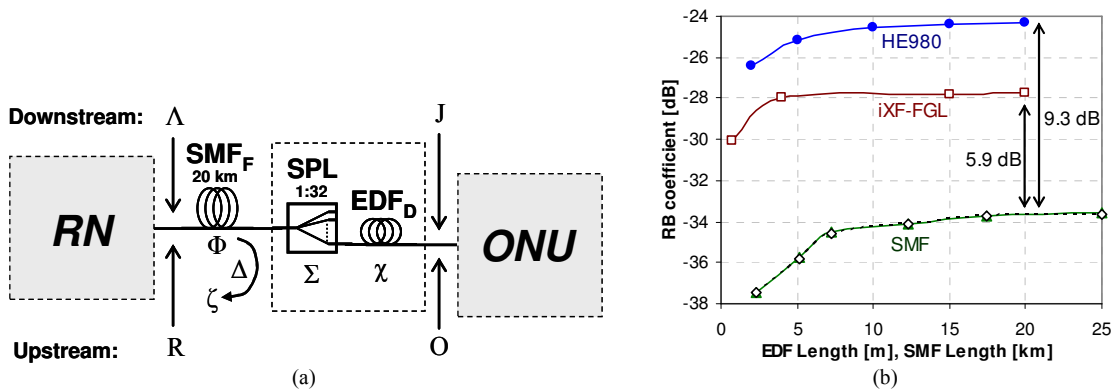 Downstream:
Λ
J
SMF_F
20 km
SPL
1:32
EDF_D
RN
ONU
Φ
Δ
ζ
Σ
χ
Upstream:
R
O
(a)
(b)
RB coefficient [dB]
-24
-26
-28
-30
-32
-34
-36
-38
HE980
iXF-FGL
9.3 dB
5.9 dB
SMF
0 5 10 15 20 25
EDF Length [m], SMF Length [km]
(b)